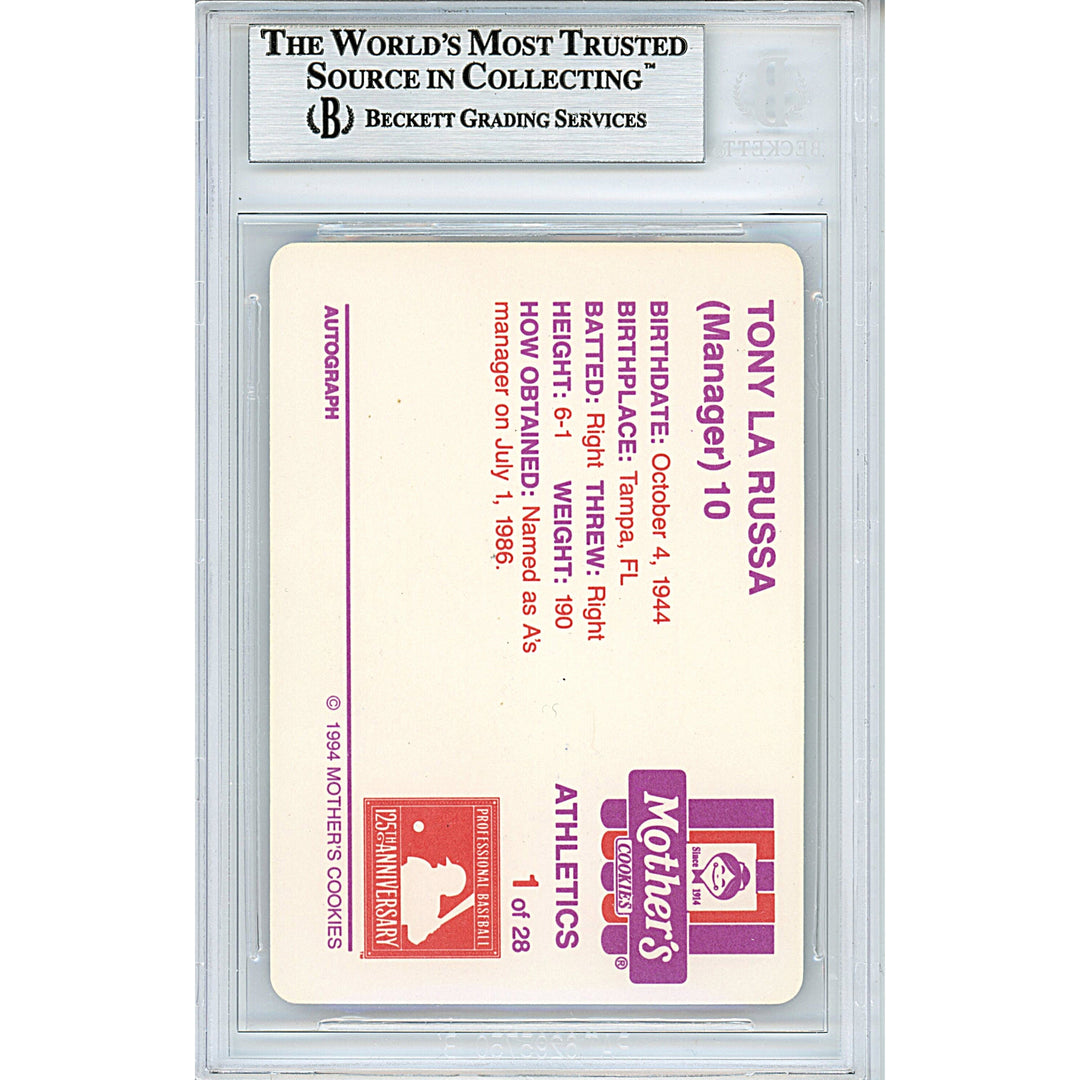 THE WORLD'S MOST TRUSTED
SOURCE IN COLLECTING™
B BECKETT GRADING SERVICES
BECKETT
TONY LA RUSSA
(Manager) 10
BIRTHDATE: October 4, 1944
BIRTHPLACE: Tampa, FL
BATTED: Right THREW: Right
HEIGHT: 6-1 WEIGHT: 190
HOW OBTAINED: Named as A's
manager on July 1, 1986.
Since 1914
Mother's®
COOKIES
ATHLETICS
1 of 28
PROFESSIONAL BASEBALL
125TH ANNIVERSARY™
AUTOGRAPH
© 1994 MOTHER'S COOKIES